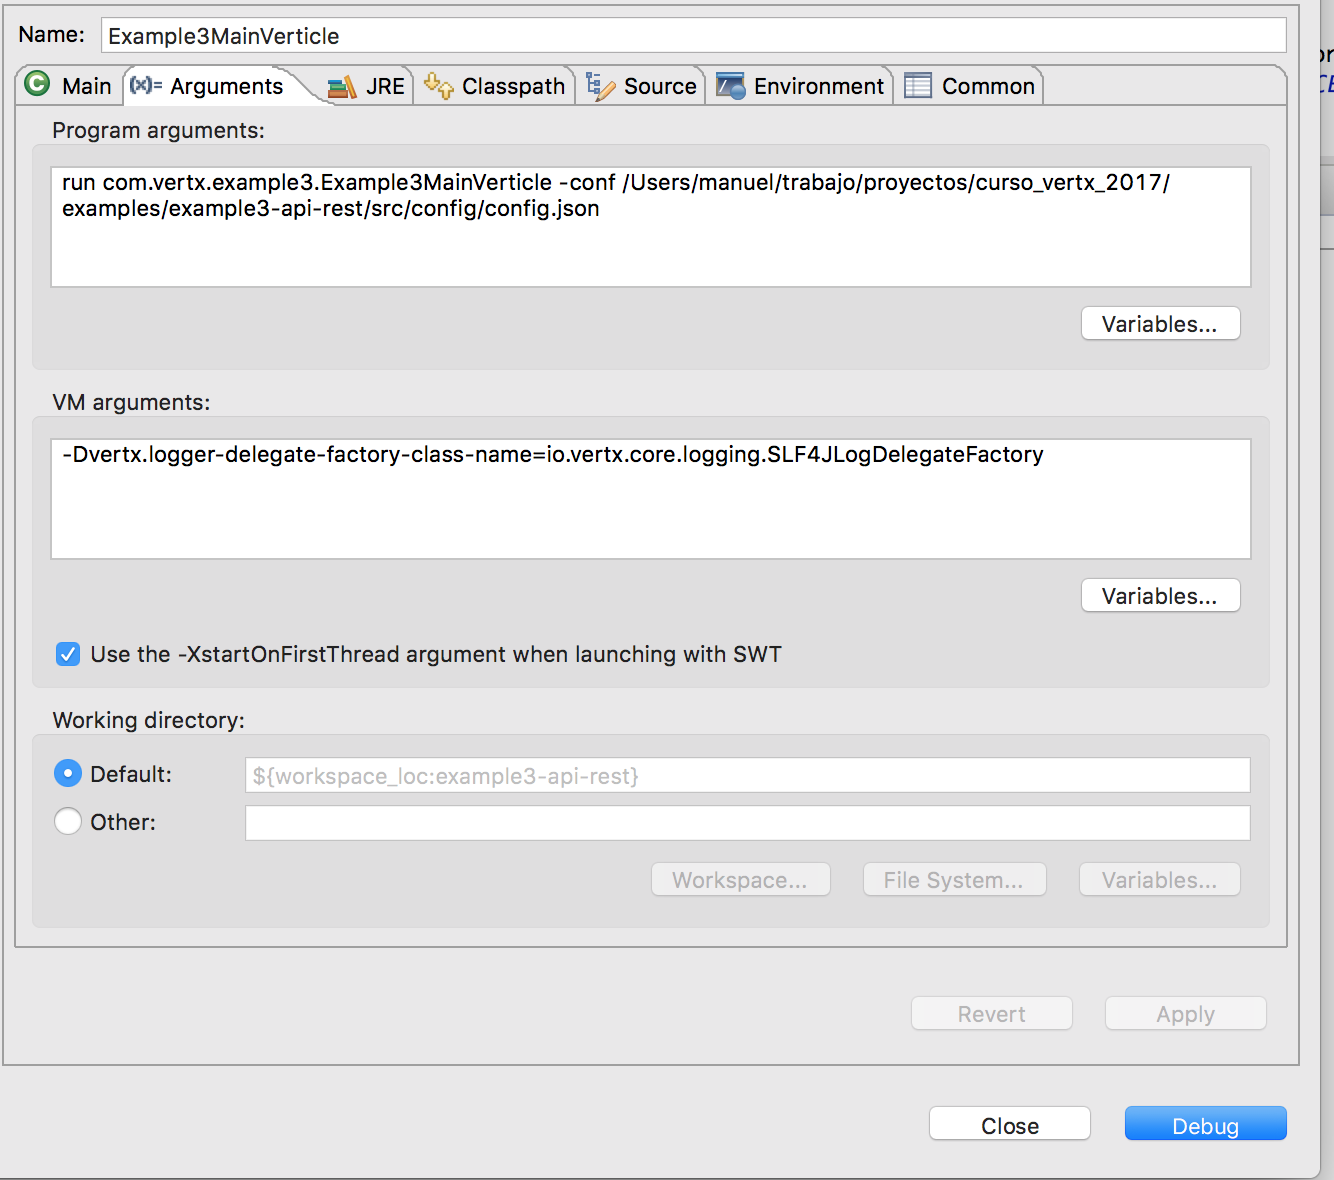 Name: Example3MainVerticle
Main (x)= Arguments JRE Classpath Source Environment Common
Program arguments:
run com.vertx.example3.Example3MainVerticle -conf /Users/manuel/trabajo/proyectos/curso_vertx_2017/
examples/example3-api-rest/src/config/config.json
Variables...
VM arguments:
-Dvertx.logger-delegate-factory-class-name=io.vertx.core.logging.SLF4JLogDelegateFactory
Variables...
Use the -XstartOnFirstThread argument when launching with SWT
Working directory:
Default: ${workspace_loc:example3-api-rest}
Other:
Workspace... File System... Variables...
Revert Apply
Close Debug